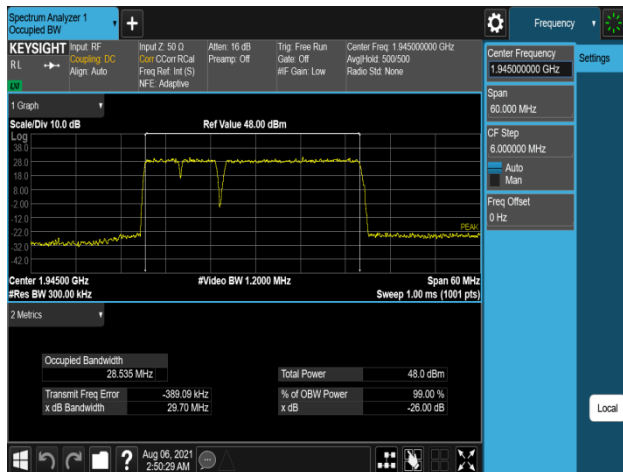 Spectrum Analyzer 1
Occupied BW
+
Frequency
KEYSIGHT
RL
Input: RF
Coupling: DC
Align: Auto
Input Z: 50 Ω
Corr CCorr RCal
Freq Ref: Int (S)
NFE: Adaptive
Atten: 16 dB
Preamp: Off
Trig: Free Run
Gate: Off
#IF Gain: Low
Center Freq: 1.945000000 GHz
Avg|Hold: 500/500
Radio Std: None
Center Frequency
1.945000000 GHz
Settings
Span
60.000 MHz
CF Step
6.000000 MHz
Auto
Man
Freq Offset
0 Hz
1 Graph
Scale/Div 10.0 dB
Ref Value 48.00 dBm
Log
38.0
28.0
18.0
8.00
-2.00
-12.0
-22.0
-32.0
-42.0
PEAK
Center 1.94500 GHz
#Video BW 1.2000 MHz
Span 60 MHz
#Res BW 300.00 kHz
Sweep 1.00 ms (1001 pts)
2 Metrics
Occupied Bandwidth
28.535 MHz
Total Power 48.0 dBm
Transmit Freq Error -389.09 kHz
% of OBW Power 99.00 %
x dB Bandwidth 29.70 MHz
x dB -26.00 dB
Local
?
Aug 06, 2021
2:50:29 AM